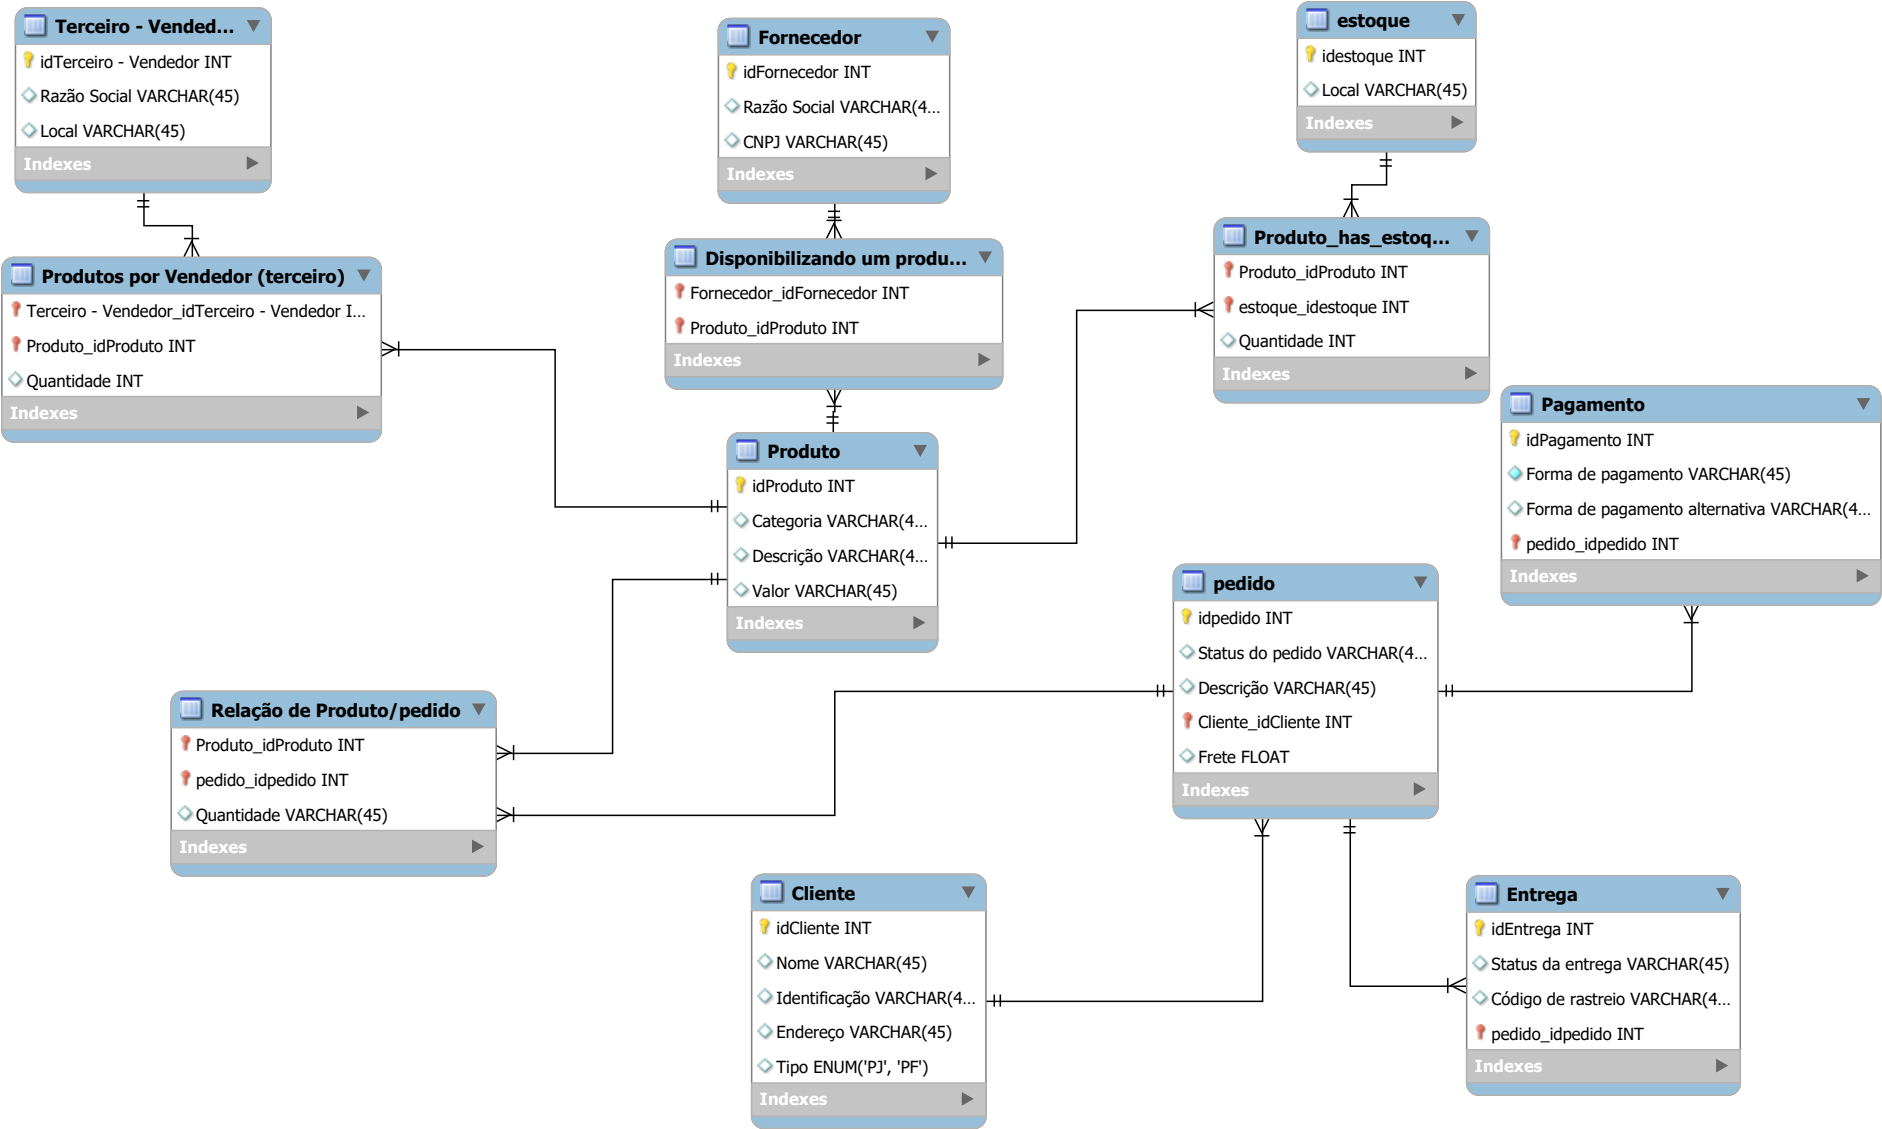 Terceiro - Vended...
idTerceiro - Vendedor INT
Razão Social VARCHAR(45)
Local VARCHAR(45)
Indexes
Fornecedor
idFornecedor INT
Razão Social VARCHAR(4...
CNPJ VARCHAR(45)
Indexes
estoque
idestoque INT
Local VARCHAR(45)
Indexes
Produtos por Vendedor (terceiro)
Terceiro - Vendedor_idTerceiro - Vendedor I...
Produto_idProduto INT
Quantidade INT
Indexes
Disponibilizando um produ...
Fornecedor_idFornecedor INT
Produto_idProduto INT
Indexes
Produto_has_estoq...
Produto_idProduto INT
estoque_idestoque INT
Quantidade INT
Indexes
Pagamento
idPagamento INT
Forma de pagamento VARCHAR(45)
Forma de pagamento alternativa VARCHAR(4...
pedido_idpedido INT
Indexes
Produto
idProduto INT
Categoria VARCHAR(4...
Descrição VARCHAR(4...
Valor VARCHAR(45)
Indexes
pedido
idpedido INT
Status do pedido VARCHAR(4...
Descrição VARCHAR(45)
Cliente_idCliente INT
Frete FLOAT
Indexes
Relação de Produto/pedido
Produto_idProduto INT
pedido_idpedido INT
Quantidade VARCHAR(45)
Indexes
Cliente
idCliente INT
Nome VARCHAR(45)
Identificação VARCHAR(4...
Endereço VARCHAR(45)
Tipo ENUM('PJ', 'PF')
Indexes
Entrega
idEntrega INT
Status da entrega VARCHAR(45)
Código de rastreio VARCHAR(4...
pedido_idpedido INT
Indexes